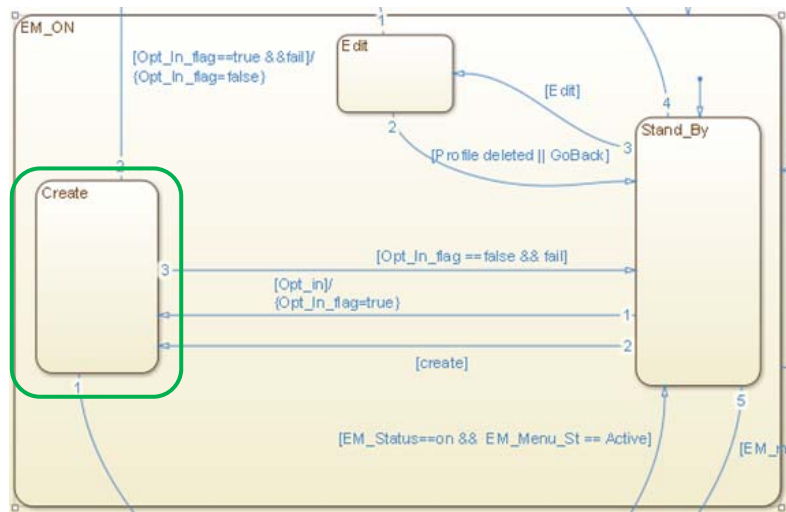 EM_ON
1
[Opt_In_flag==true &&fail]/
{Opt_In_flag=false}
Edit
[Edit]
4
2
3
Stand_By
[Profile deleted || GoBack]
2
Create
3
[Opt_In_flag ==false && fail]
[Opt_in]/
{Opt_In_flag=true}
1
2
[create]
1
5
[EM_Status==on && EM_Menu_St == Active]
[EM_